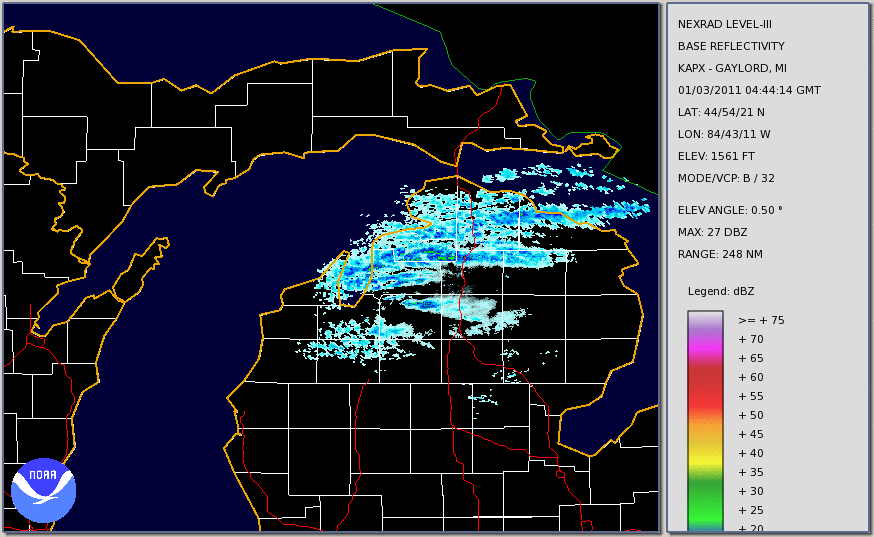 NEXRAD LEVEL-III
BASE REFLECTIVITY
KAPX - GAYLORD, MI
01/03/2011 04:44:14 GMT
LAT: 44/54/21 N
LON: 84/43/11 W
ELEV: 1561 FT
MODE/VCP: B / 32
ELEV ANGLE: 0.50 °
MAX: 27 DBZ
RANGE: 248 NM
Legend: dBZ
>= + 75
+ 70
+ 65
+ 60
+ 55
+ 50
+ 45
+ 40
+ 35
+ 30
+ 25
+ 20
NOAA